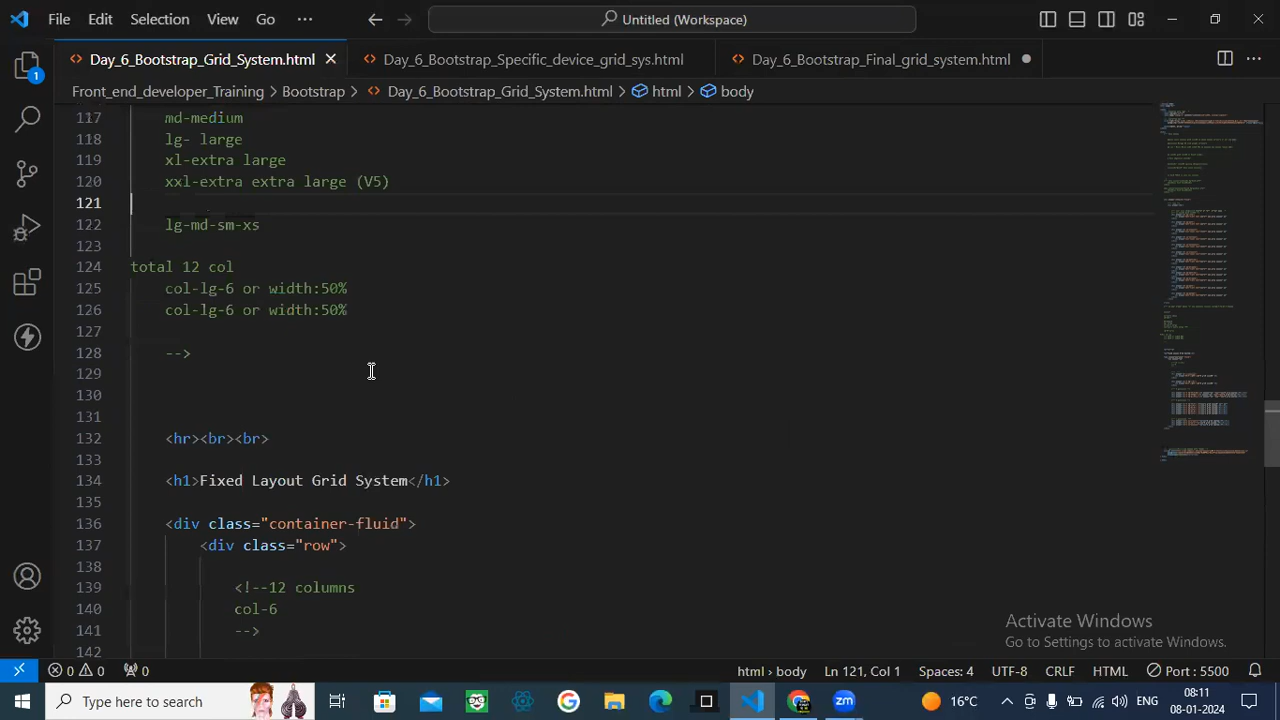 File Edit Selection View Go Untitled (Workspace)
Day_6_Bootstrap_Grid_System.html Day_6_Bootstrap_Specific_device_grid_sys.html Day_6_Bootstrap_Final_grid_system.html
Front_end_developer_Training > Bootstrap > Day_6_Bootstrap_Grid_System.html > html > body
117 md-medium
118 lg- large
119 xl-extra large
120 xxl-extra extra large (V5)
121
122 lg-md-sm-xs
123
124 total 12 col
125 col-lg-6 or width:50%
126 col-lg-6 or width:50%
127
128 -->
129
130
131
132 <hr><br><br>
133
134 <h1>Fixed Layout Grid System</h1>
135
136 <div class="container-fluid">
137 <div class="row">
138
139 <!--12 columns
140 col-6
141 -->
142
1
Activate Windows
Go to Settings to activate Windows.
0 0 0 html > body Ln 121, Col 1 Spaces: 4 UTF-8 CRLF HTML Port : 5500
Type here to search zm 16°C ENG 08:11
08-01-2024